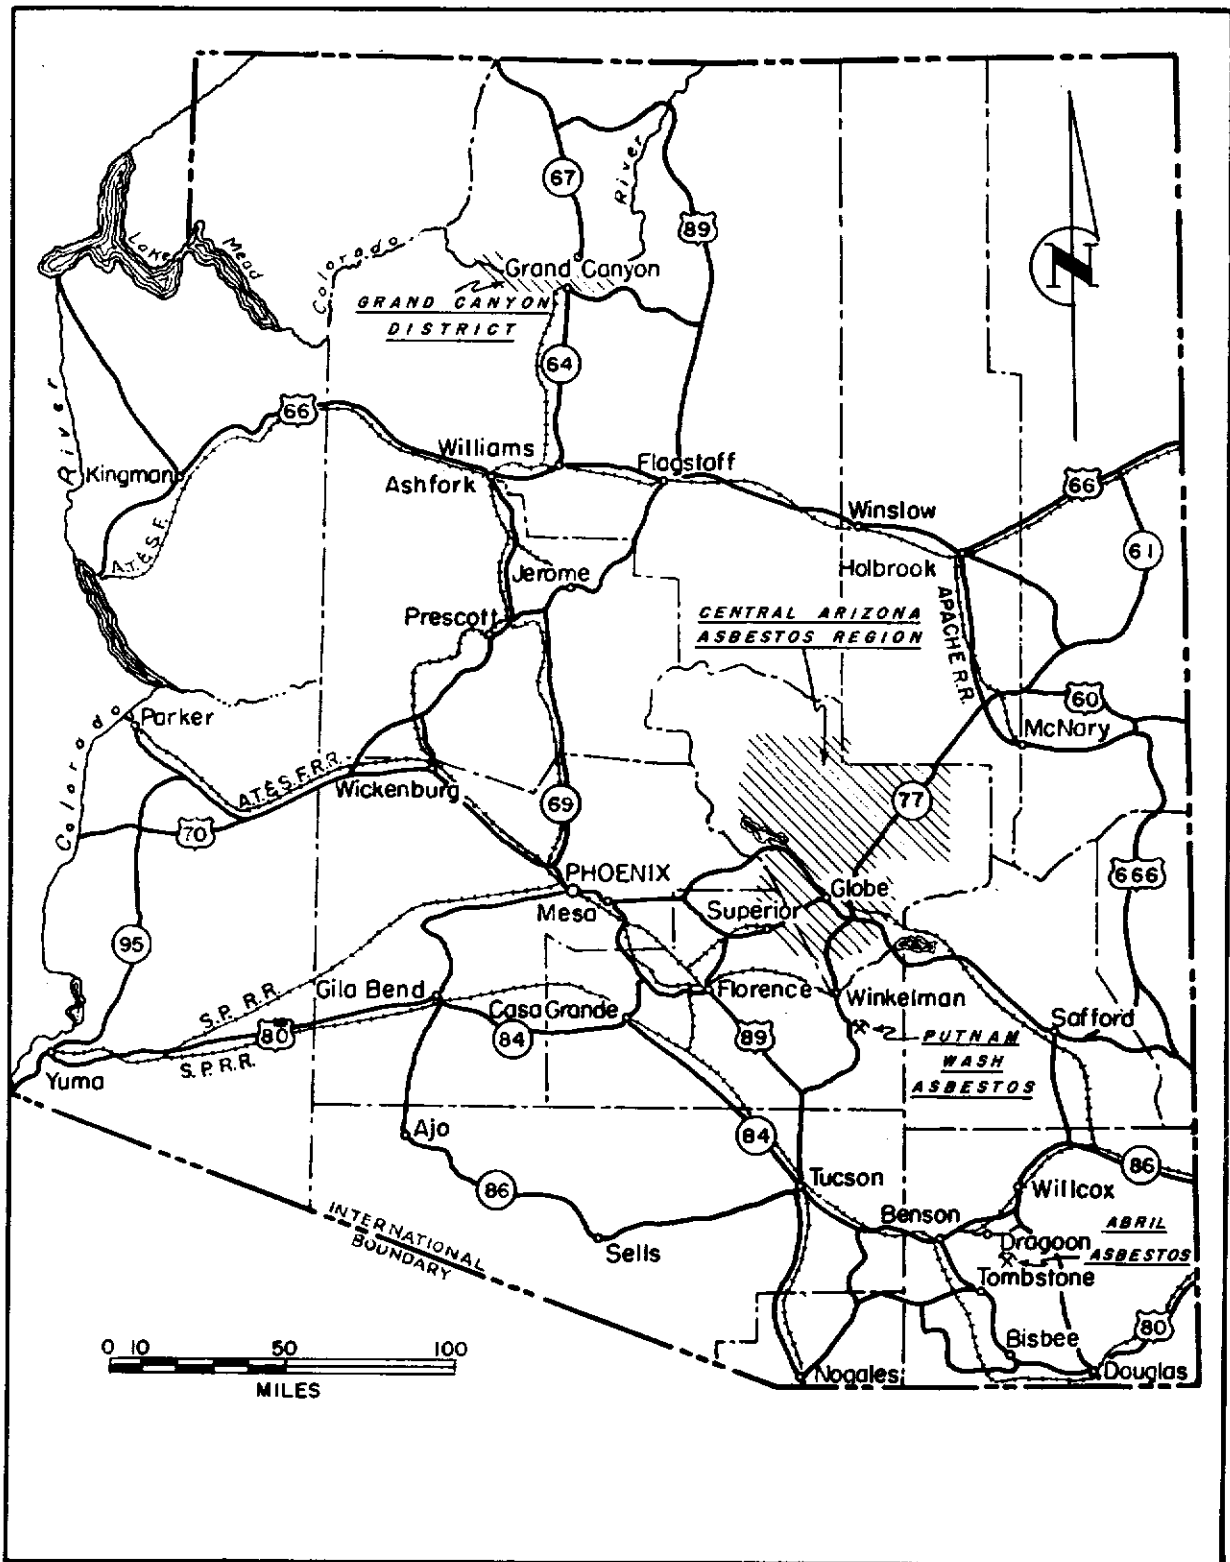 67
River
89
Lake Mead
Colorado
Grand Canyon
GRAND CANYON
DISTRICT
N
64
66
River
Williams
Flagstaff
Kingman
Ashfork
66
Winslow
A.T.&S.F.
61
Jerome
Holbrook
Prescott
CENTRAL ARIZONA
ASBESTOS REGION
APACHE R.R.
Colorado
Parker
60
McNary
A.T.&S.F.R.R.
Wickenburg
69
77
70
PHOENIX
Globe
666
Mesa
Superior
95
Gila Bend
S.P. R.R.
Casa Grande
Florence
Winkelman
80
84
89
Safford
S.P.R.R.
PUTNAM
WASH
ASBESTOS
Yuma
Ajo
84
86
86
Tucson
Willcox
INTERNATIONAL
BOUNDARY
Benson
ABRIL
ASBESTOS
Sells
Dragoon
Tombstone
80
0 10 50 100
MILES
Bisbee
Nogales
Douglas